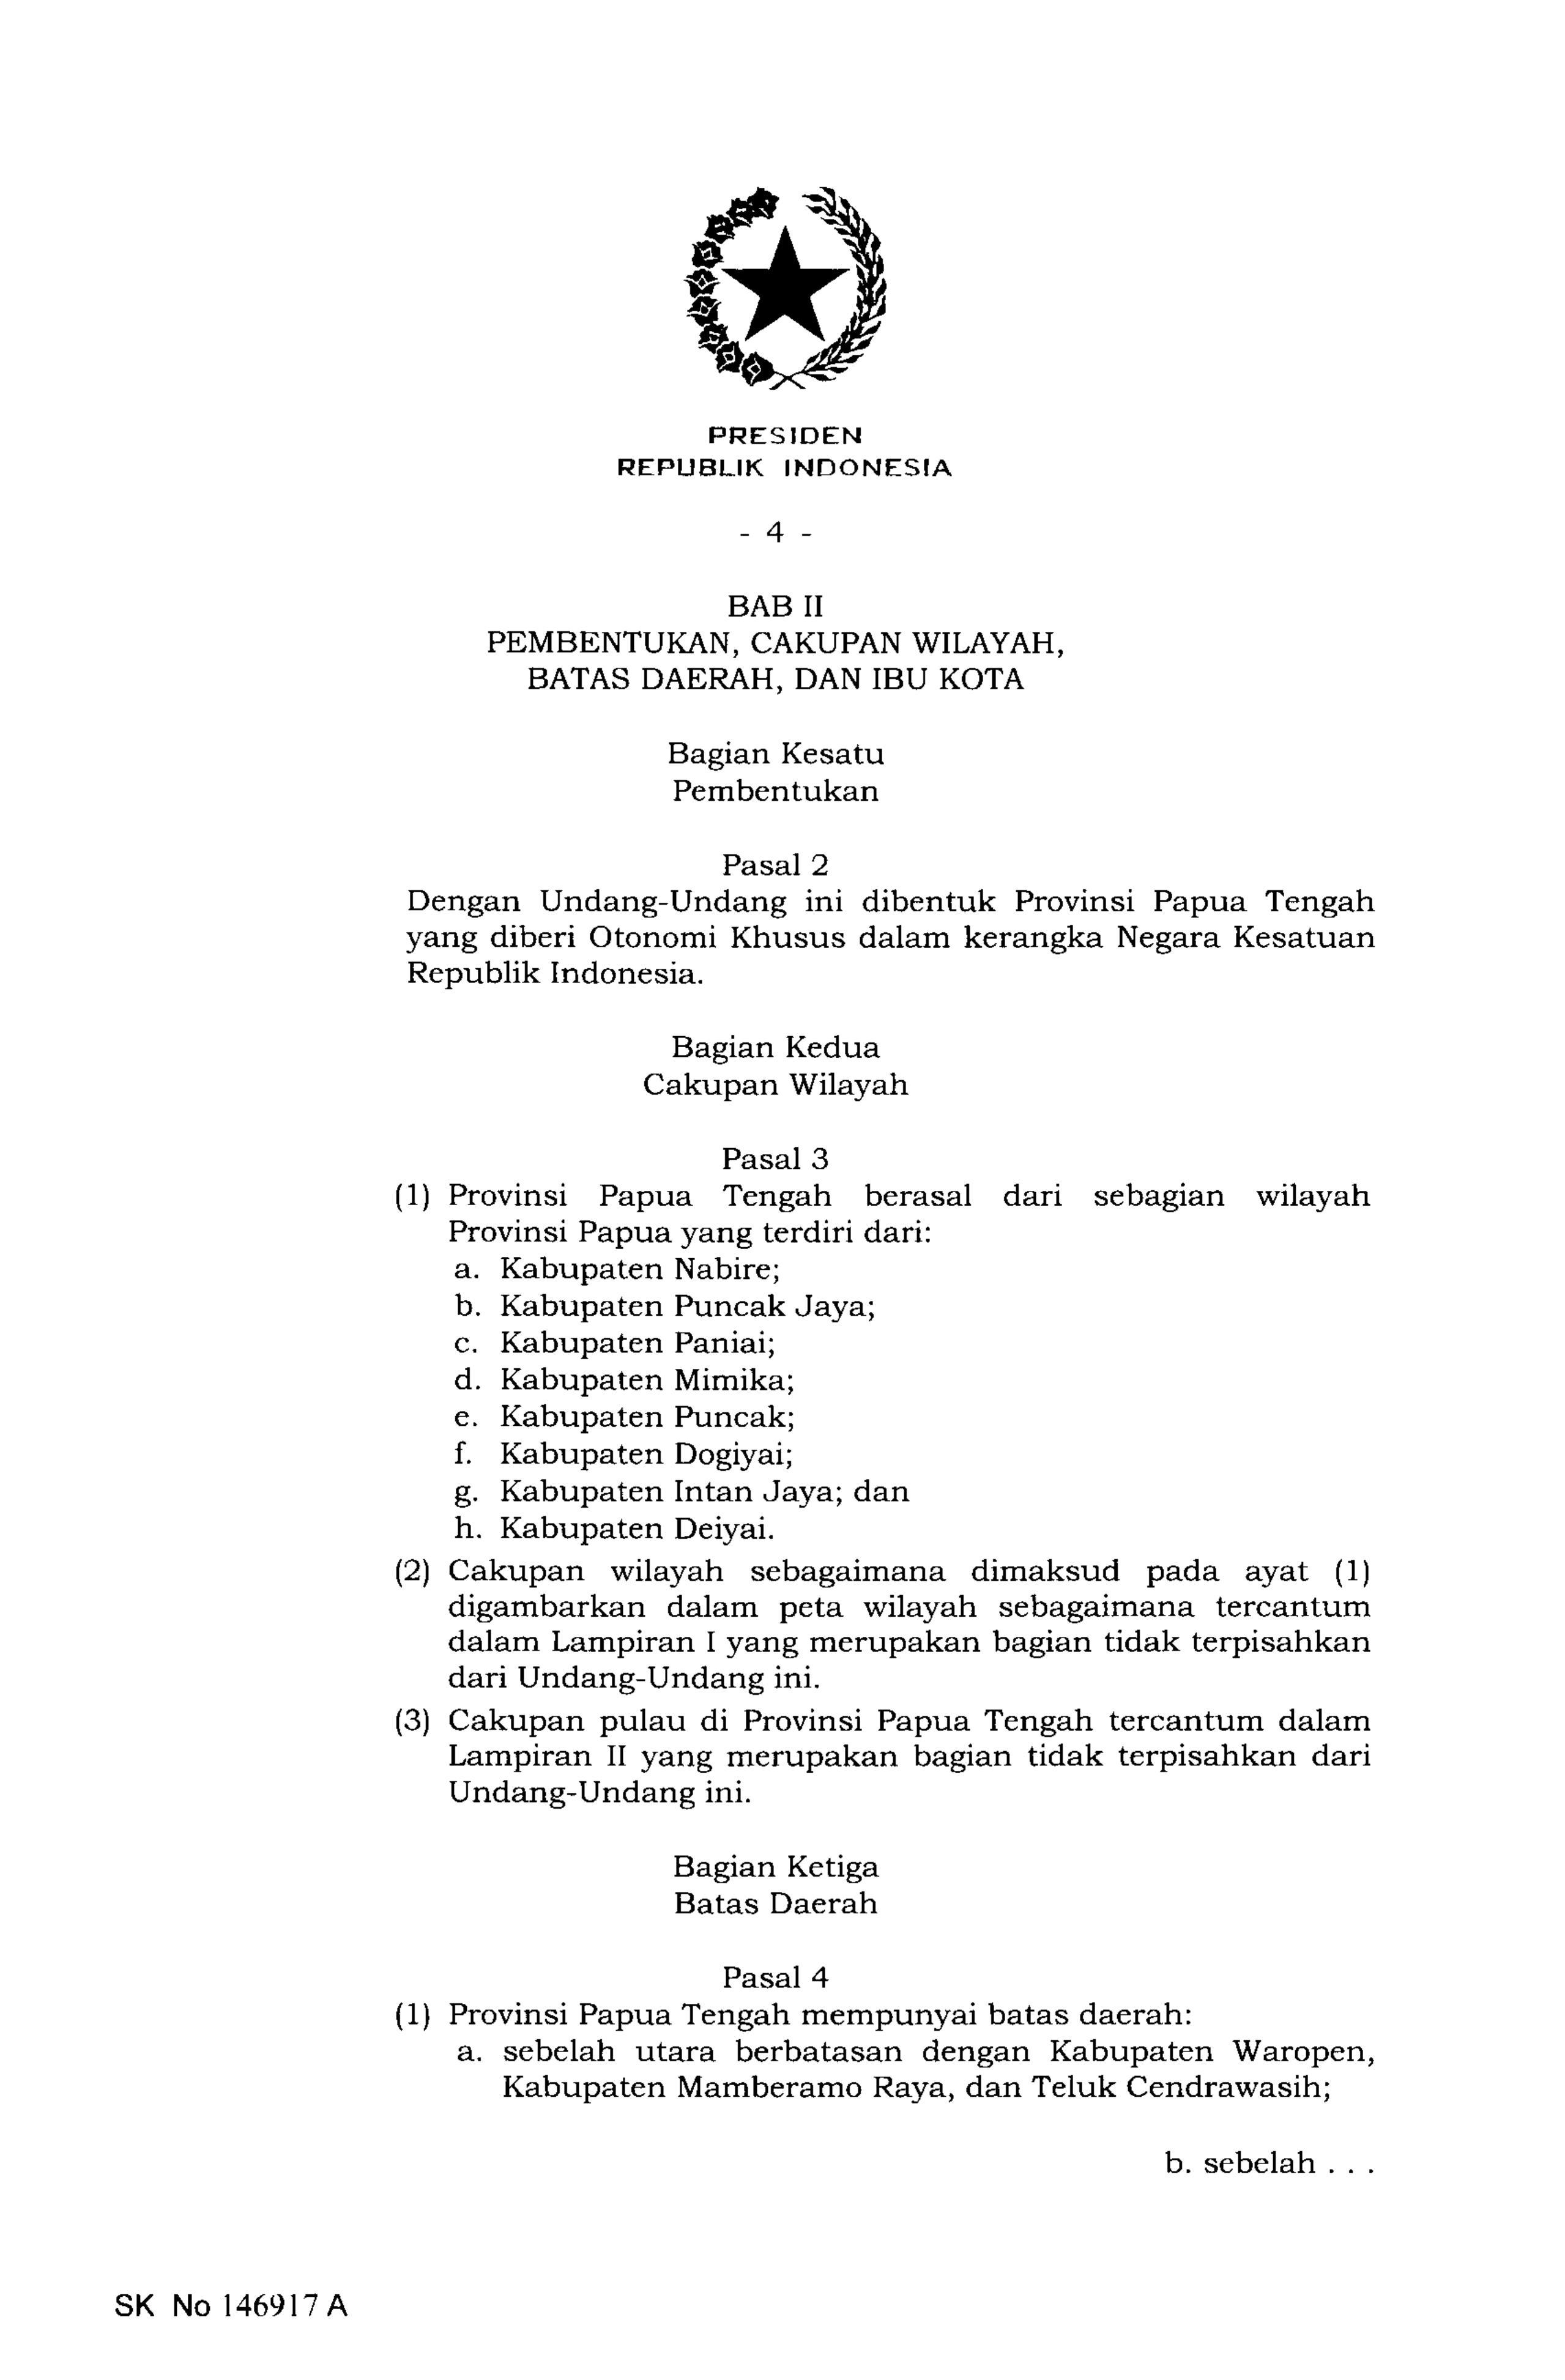 PRESIDEN
REPUBLIK INDONESIA
- 4 -
BAB II
PEMBENTUKAN, CAKUPAN WILAYAH,
BATAS DAERAH, DAN IBU KOTA
Bagian Kesatu
Pembentukan
Pasal 2
Dengan Undang-Undang ini dibentuk Provinsi Papua Tengah
yang diberi Otonomi Khusus dalam kerangka Negara Kesatuan
Republik Indonesia.
Bagian Kedua
Cakupan Wilayah
Pasal 3
(1) Provinsi Papua Tengah berasal dari sebagian wilayah
Provinsi Papua yang terdiri dari:
a. Kabupaten Nabire;
b. Kabupaten Puncak Jaya;
c. Kabupaten Paniai;
d. Kabupaten Mimika;
e. Kabupaten Puncak;
f. Kabupaten Dogiyai;
g. Kabupaten Intan Jaya; dan
h. Kabupaten Deiyai.
(2) Cakupan wilayah sebagaimana dimaksud pada ayat (1)
digambarkan dalam peta wilayah sebagaimana tercantum
dalam Lampiran I yang merupakan bagian tidak terpisahkan
dari Undang-Undang ini.
(3) Cakupan pulau di Provinsi Papua Tengah tercantum dalam
Lampiran II yang merupakan bagian tidak terpisahkan dari
Undang-Undang ini.
Bagian Ketiga
Batas Daerah
Pasal 4
(1) Provinsi Papua Tengah mempunyai batas daerah:
a. sebelah utara berbatasan dengan Kabupaten Waropen,
Kabupaten Mamberamo Raya, dan Teluk Cendrawasih;
b. sebelah . . .
SK No 146917 A